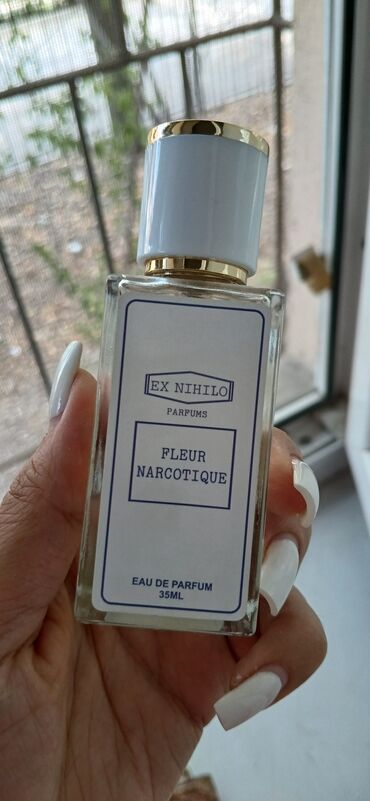 EX NIHILO
PARFUMS
FLEUR
NARCOTIQUE
EAU DE PARFUM
35ML